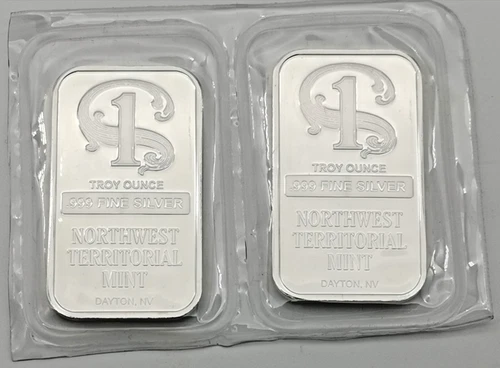 1
TROY OUNCE
.999 FINE SILVER
NORTHWEST
TERRITORIAL
MINT
DAYTON, NV
1
TROY OUNCE
.999 FINE SILVER
NORTHWEST
TERRITORIAL
MINT
DAYTON, NV